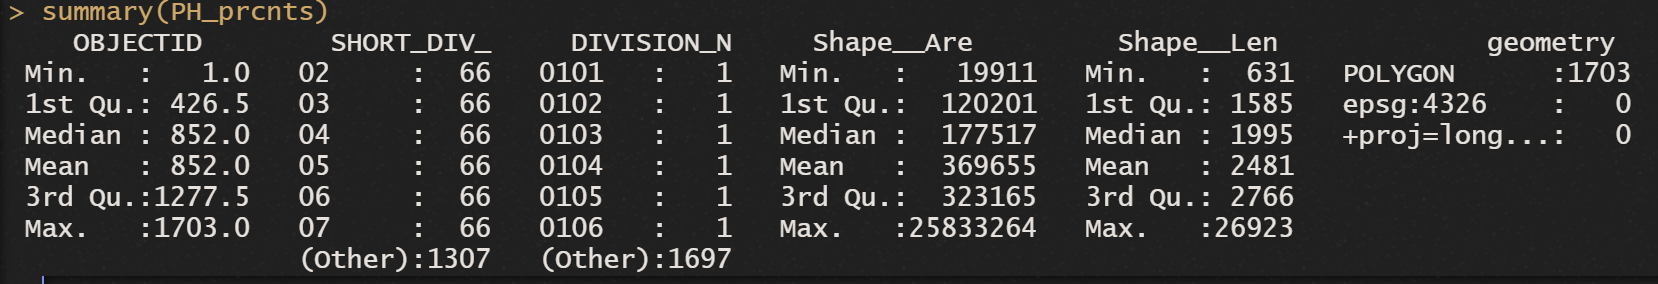 > summary(PH_prcnts)
    OBJECTID        SHORT_DIV_     DIVISION_N     Shape__Are         Shape__Len             geometry
 Min.   :   1.0   02     :  66   0101   :   1   Min.   :   19911   Min.   :  631   POLYGON      :1703
 1st Qu.: 426.5   03     :  66   0102   :   1   1st Qu.:  120201   1st Qu.: 1585   epsg:4326    :   0
 Median : 852.0   04     :  66   0103   :   1   Median :  177517   Median : 1995   +proj=long...:   0
 Mean   : 852.0   05     :  66   0104   :   1   Mean   :  369655   Mean   : 2481
 3rd Qu.:1277.5   06     :  66   0105   :   1   3rd Qu.:  323165   3rd Qu.: 2766
 Max.   :1703.0   07     :  66   0106   :   1   Max.   :25833264   Max.   :26923
                  (Other):1307   (Other):1697